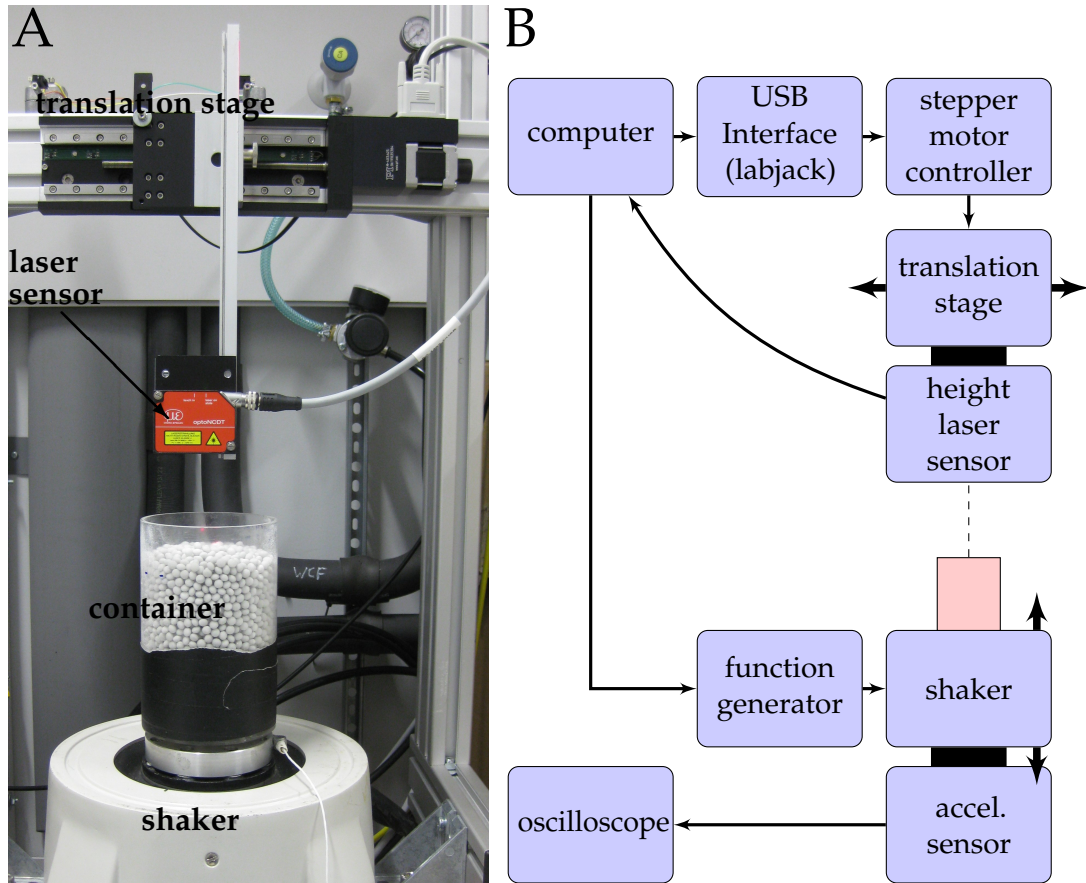 A
translation stage
laser
sensor
optoNCDT
WCF
container
shaker
B
computer
USB
Interface
(labjack)
stepper
motor
controller
translation
stage
height
laser
sensor
function
generator
shaker
oscilloscope
accel.
sensor